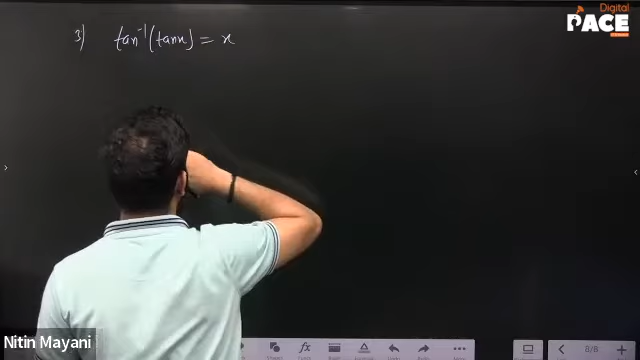 Digital
PACE
3) tan⁻¹(tanx) = x
Nitin Mayani
fx
8/8